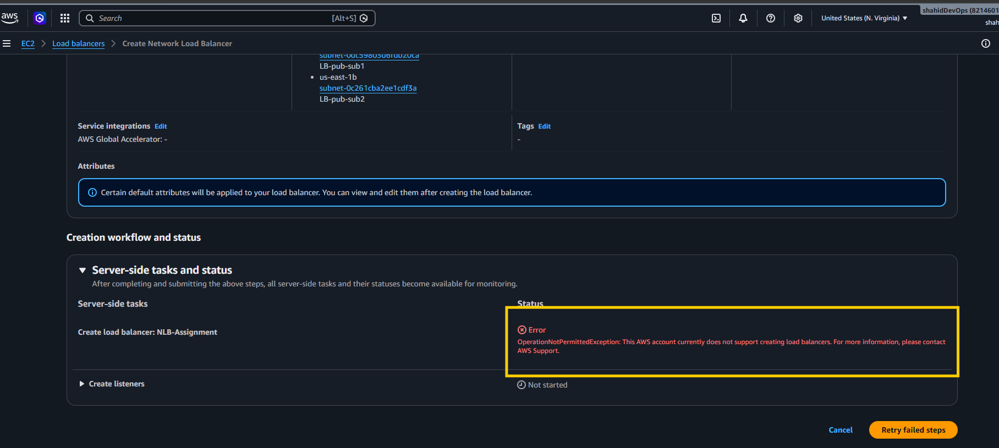 aws
Search
[Alt+S]
United States (N. Virginia)
shahidDevOps (8214601
shah
EC2
Load balancers
Create Network Load Balancer
subnet-0dc59803d6fdb20ca
LB-pub-sub1
us-east-1b
subnet-0c261cba2ee1cdf3a
LB-pub-sub2
Service integrations Edit
AWS Global Accelerator: -
Tags Edit
-
Attributes
Certain default attributes will be applied to your load balancer. You can view and edit them after creating the load balancer.
Creation workflow and status
Server-side tasks and status
After completing and submitting the above steps, all server-side tasks and their statuses become available for monitoring.
Server-side tasks
Status
Create load balancer: NLB-Assignment
Error
OperationNotPermittedException: This AWS account currently does not support creating load balancers. For more information, please contact
AWS Support.
Create listeners
Not started
Cancel
Retry failed steps